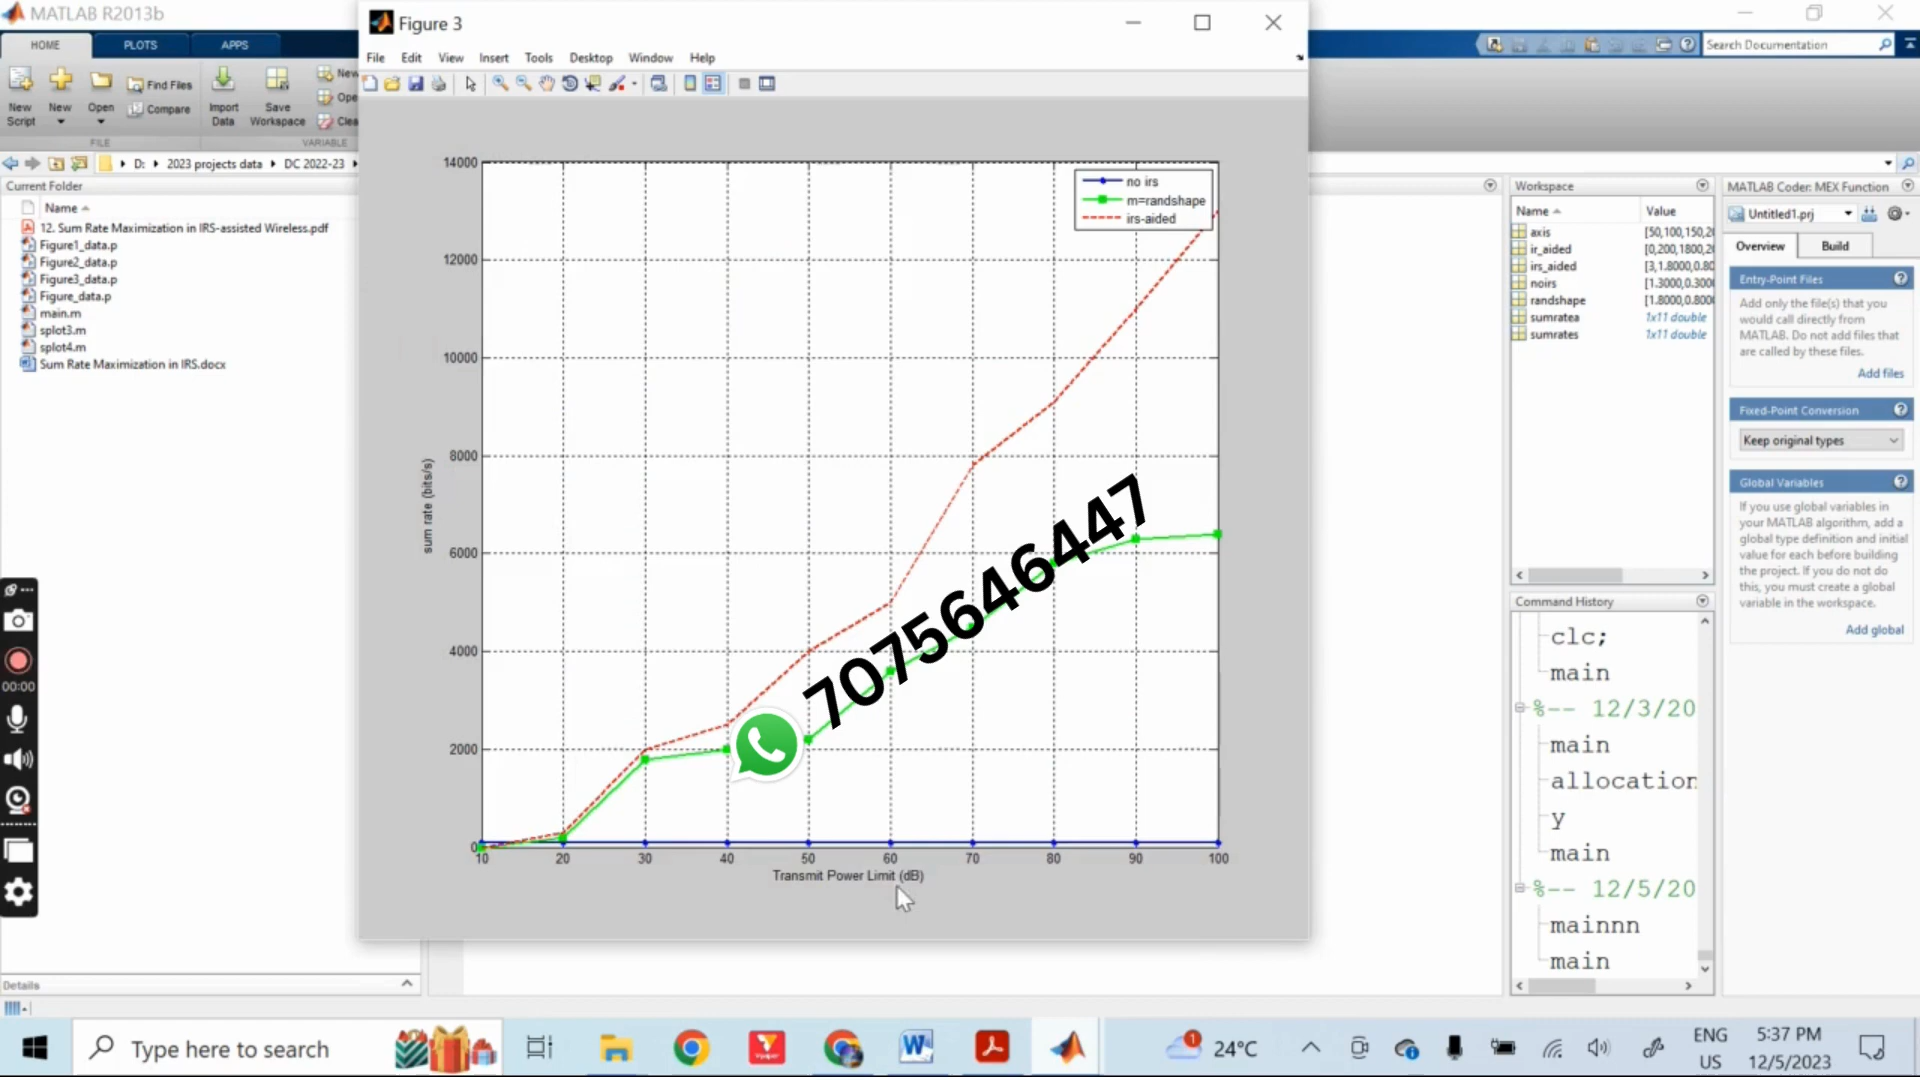 MATLAB R2013b
HOME
PLOTS
APPS
Search Documentation
New Script
New
Open
Find Files
Compare
Import Data
Save Workspace
New
Ope
Clea
FILE
VARIABLE
D: 2023 projects data DC 2022-23
Current Folder
Name
12. Sum Rate Maximization in IRS-assisted Wireless.pdf
Figure1_data.p
Figure2_data.p
Figure3_data.p
Figure_data.p
main.m
splot3.m
splot4.m
Sum Rate Maximization in IRS.docx
Details
00:00
Figure 3
File Edit View Insert Tools Desktop Window Help
14000
12000
10000
8000
6000
4000
2000
0
sum rate (bits/s)
no irs
m=randshape
irs-aided
7075646447
10 20 30 40 50 60 70 80 90 100
Transmit Power Limit (dB)
Workspace
Name Value
axis [50,100,150,20
ir_aided [0,200,1800,20
irs_aided [3,1.8000,0.80
noirs [1.3000,0.3000
randshape [1.8000,0.8000
sumratea 1x11 double
sumrates 1x11 double
Command History
clc;
main
%-- 12/3/20
main
allocation
y
main
%-- 12/5/20
mainnn
main
MATLAB Coder: MEX Function
Untitled1.prj
Overview
Build
Entry-Point Files
Add only the file(s) that you
would call directly from
MATLAB. Do not add files that
are called by these files.
Add files
Fixed-Point Conversion
Keep original types
Global Variables
If you use global variables in
your MATLAB algorithm, add a
global type definition and initial
value for each before building
the project. If you do not do
this, you must create a global
variable in the workspace.
Add global
Type here to search
1
24°C
ENG
US
5:37 PM
12/5/2023